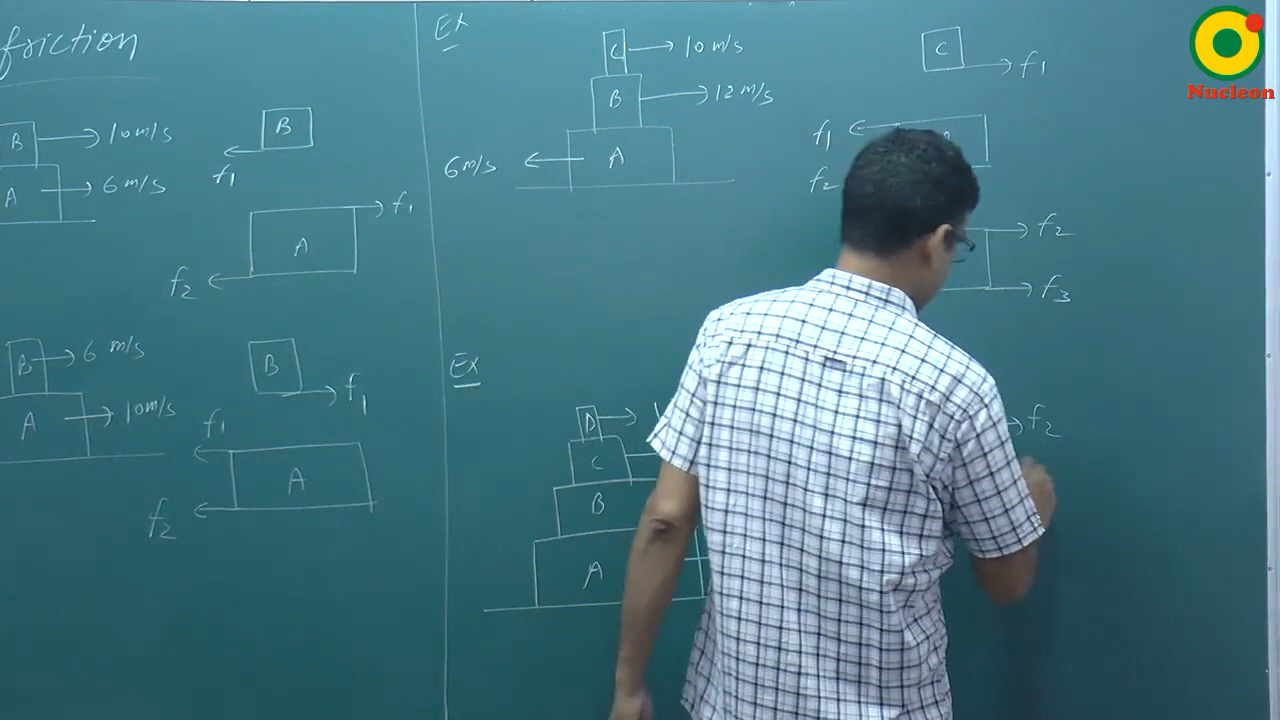 friction
B → 10 m/s
A → 6 m/s
B
f₁
A
f₁
f₂
B → 6 m/s
A → 10 m/s
B
f₁
f₁
A
f₂
Ex
C → 10 m/s
B → 12 m/s
6 m/s ← A
C
f₁
f₁
f₂
f₂
f₃
Ex
D →
C
B
A
f₂
Nucleon